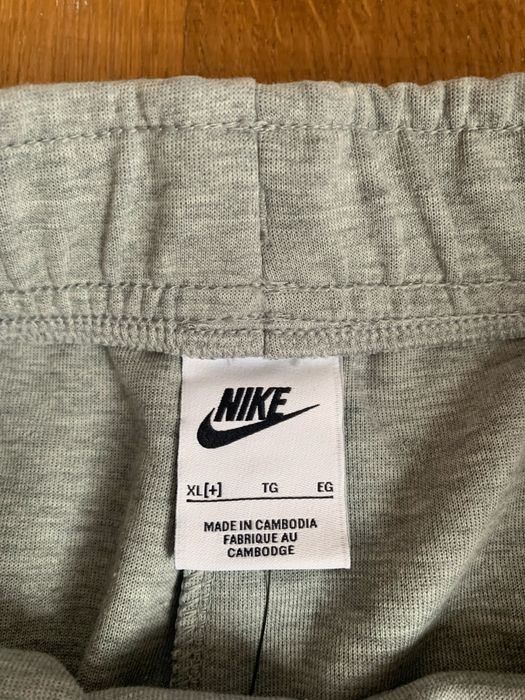 NIKE
XL[+] TG EG
MADE IN CAMBODIA
FABRIQUE AU
CAMBODGE